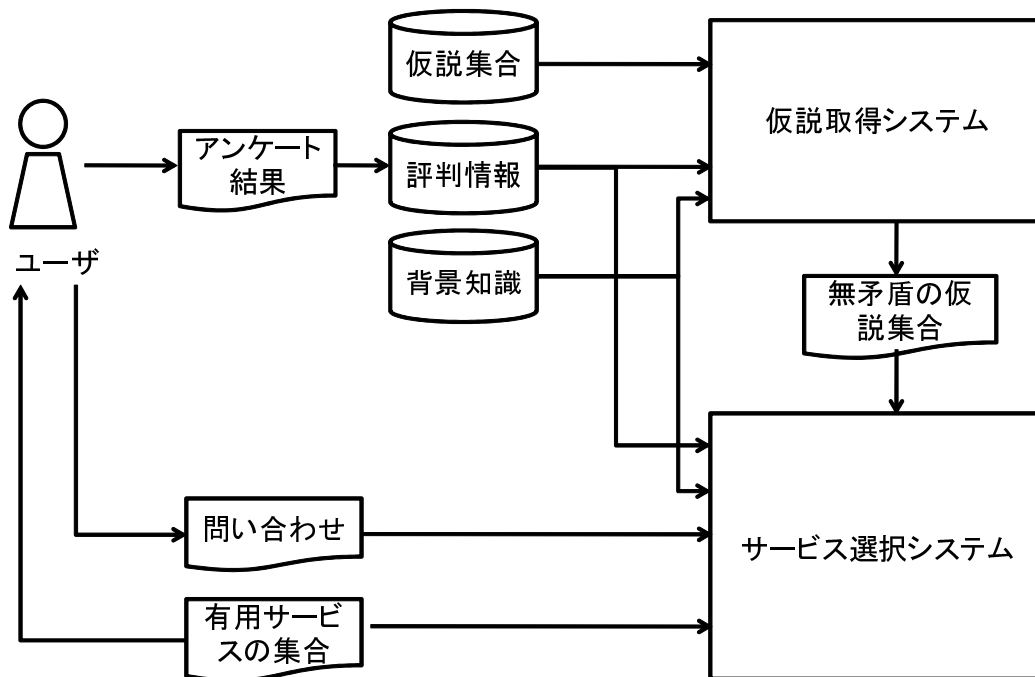 仮説集合
仮説取得システム
アンケート
結果
評判情報
ユーザ
背景知識
無矛盾の仮
説集合
問い合わせ
サービス選択システム
有用サービ
スの集合